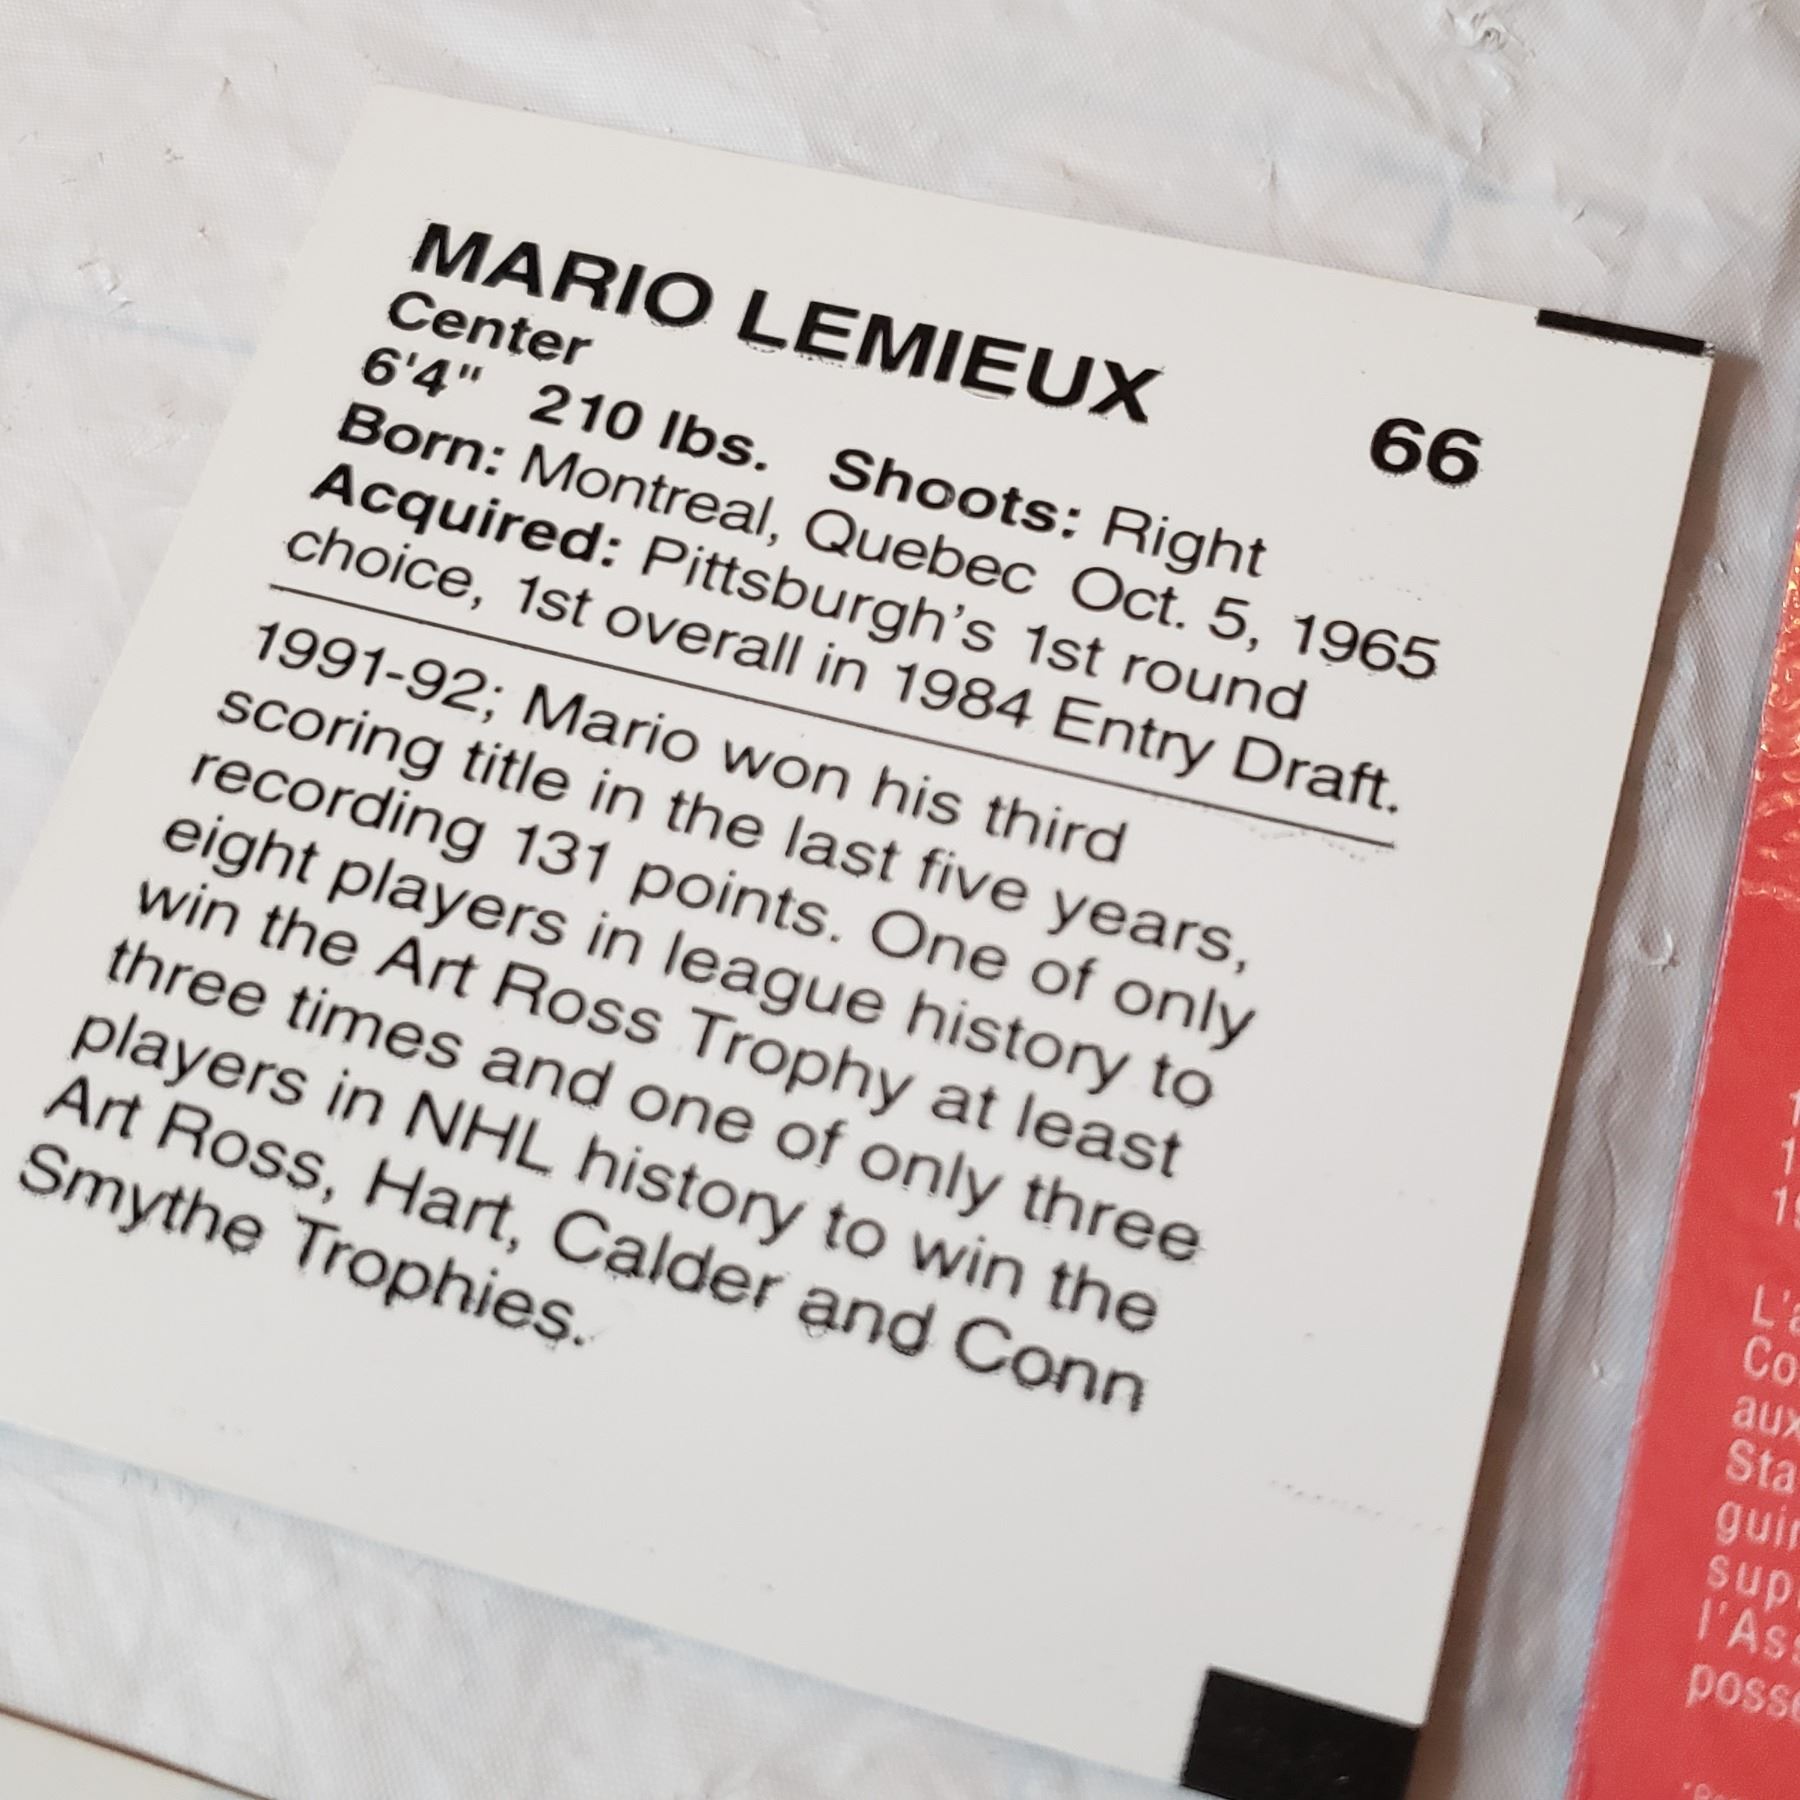 MARIO LEMIEUX 66
Center
6'4" 210 lbs. Shoots: Right
Born: Montreal, Quebec Oct. 5, 1965
Acquired: Pittsburgh's 1st round
choice, 1st overall in 1984 Entry Draft.
1991-92; Mario won his third
scoring title in the last five years,
recording 131 points. One of only
eight players in league history to
win the Art Ross Trophy at least
three times and one of only three
players in NHL history to win the
Art Ross, Hart, Calder and Conn
Smythe Trophies.